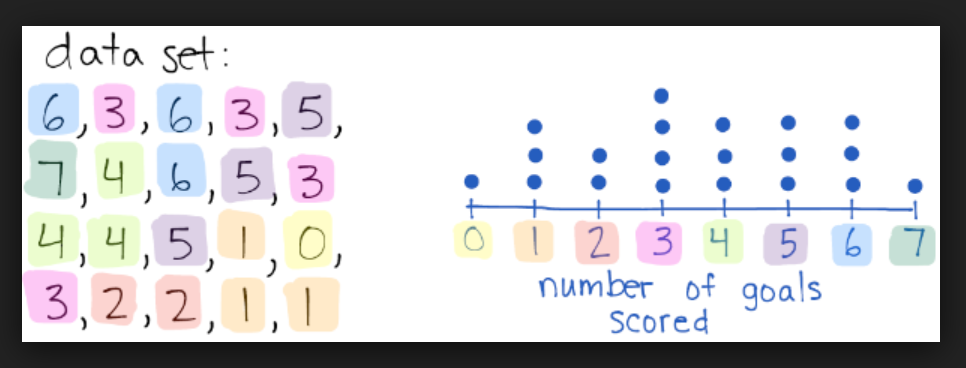 data set:
6, 3, 6, 3, 5,
7, 4, 6, 5, 3
4, 4, 5, 1, 0,
3, 2, 2, 1, 1
0 1 2 3 4 5 6 7
number of goals
scored